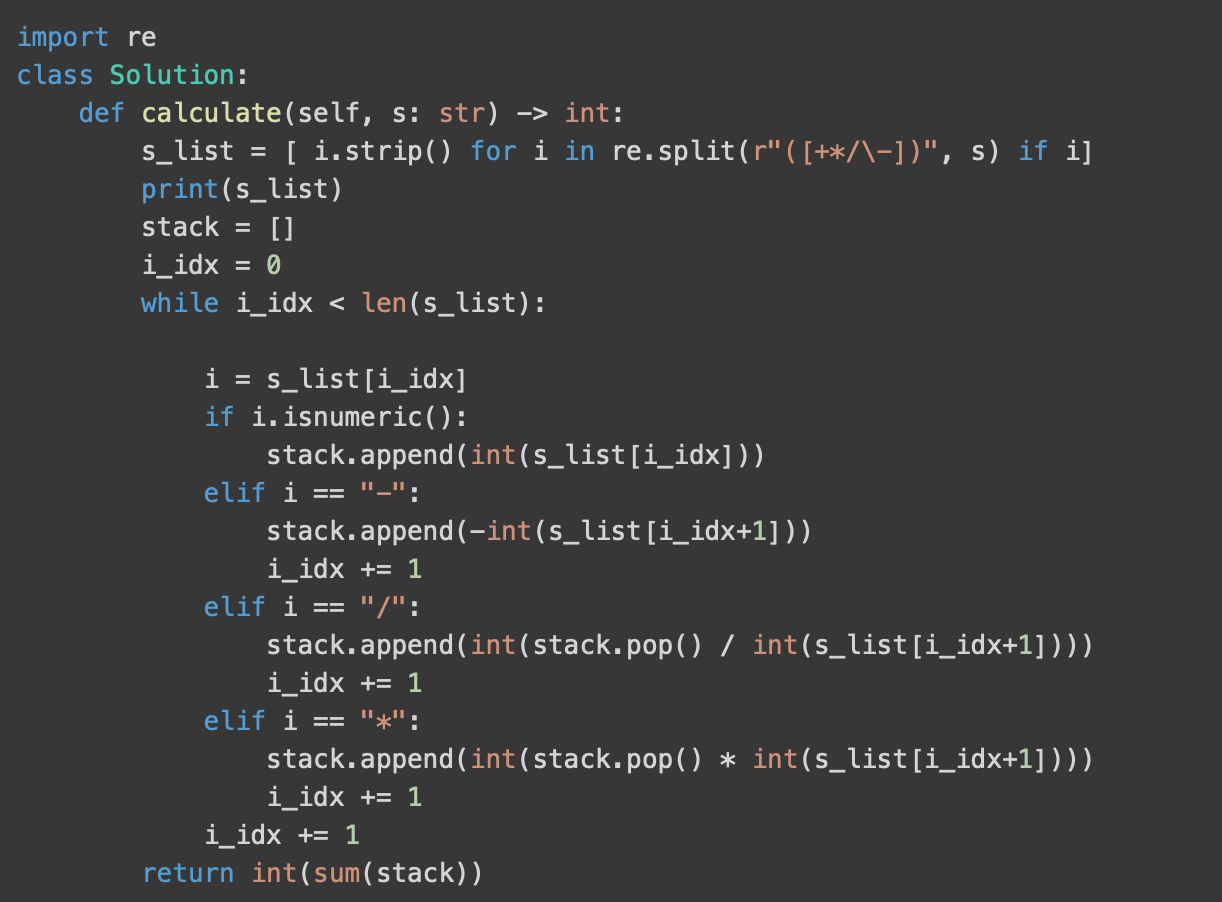 import re
class Solution:
    def calculate(self, s: str) -> int:
        s_list = [ i.strip() for i in re.split(r"([+*/\-])", s) if i]
        print(s_list)
        stack = []
        i_idx = 0
        while i_idx < len(s_list):

            i = s_list[i_idx]
            if i.isnumeric():
                stack.append(int(s_list[i_idx]))
            elif i == "-":
                stack.append(-int(s_list[i_idx+1]))
                i_idx += 1
            elif i == "/":
                stack.append(int(stack.pop() / int(s_list[i_idx+1])))
                i_idx += 1
            elif i == "*":
                stack.append(int(stack.pop() * int(s_list[i_idx+1])))
                i_idx += 1
            i_idx += 1
        return int(sum(stack))